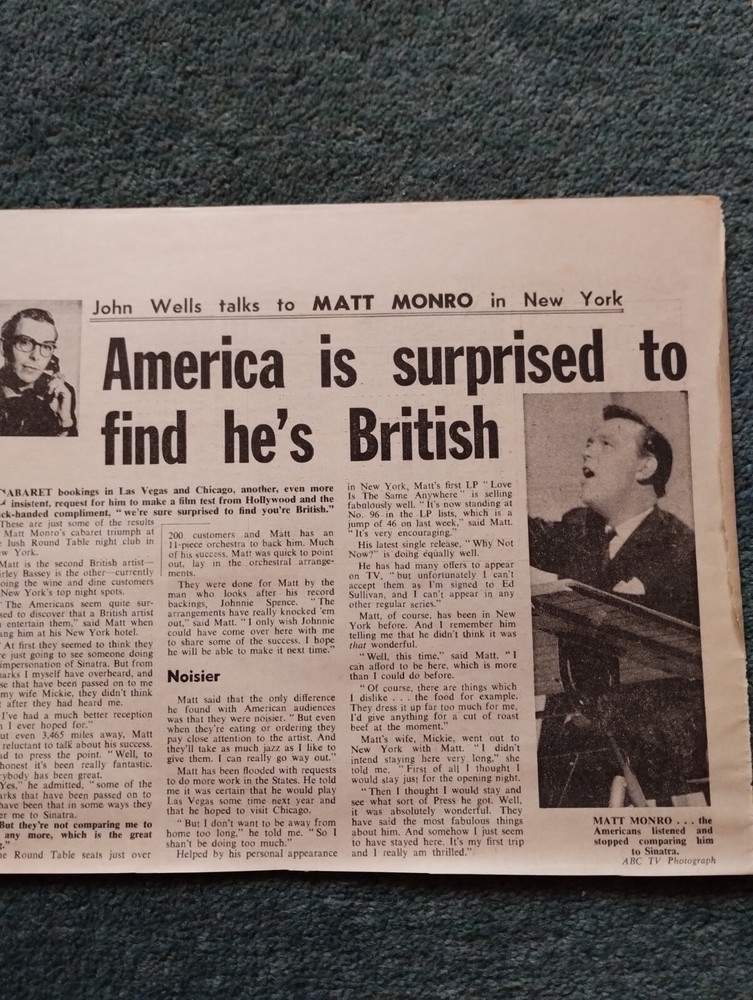 John Wells talks to MATT MONRO in New York
America is surprised to
find he's British
CABARET bookings in Las Vegas and Chicago, another, even more
insistent, request for him to make a film test from Hollywood and the
ck-handed compliment, "we're sure surprised to find you're British."
These are just some of the results
Matt Monro's cabaret triumph at
e lush Round Table night club in
w York.
Matt is the second British artist—
irley Bassey is the other—currently
oing the wine and dine customers
New York's top night spots.
"The Americans seem quite sur-
sed to discover that a British artist
n entertain them," said Matt when
ang him at his New York hotel.
"At first they seemed to think they
re just going to see someone doing
impersonation of Sinatra. But from
marks I myself have overheard, and
se that have been passed on to me
my wife Mickie, they didn't think
t after they had heard me.
"I've had a much better reception
n I ever hoped for."
ut even 3,465 miles away, Matt
reluctant to talk about his success.
ad to press the point. "Well, to
honest it's been really fantastic.
rybody has been great.
"Yes," he admitted, "some of the
arks that have been passed on to
have been that in some ways they
er me to Sinatra.
But they're not comparing me to
any more, which is the great
g."
he Round Table seats just over
200 customers and Matt has an
11-piece orchestra to back him. Much
of his success, Matt was quick to point
out, lay in the orchestral arrange-
ments.
They were done for Matt by the
man who looks after his record
backings, Johnnie Spence. "The
arrangements have really knocked 'em
out," said Matt. "I only wish Johnnie
could have come over here with me
to share some of the success. I hope
he will be able to make it next time."
Noisier
Matt said that the only difference
he found with American audiences
was that they were noisier. "But even
when they're eating or ordering they
pay close attention to the artist. And
they'll take as much jazz as I like to
give them. I can really go way out."
Matt has been flooded with requests
to do more work in the States. He told
me it was certain that he would play
Las Vegas some time next year and
that he hoped to visit Chicago.
"But I don't want to be away from
home too long," he told me. "So I
shan't be doing too much."
Helped by his personal appearance
in New York, Matt's first LP "Love
Is The Same Anywhere" is selling
fabulously well. "It's now standing at
No. 96 in the LP lists, which is a
jump of 46 on last week," said Matt.
"It's very encouraging."
His latest single release, "Why Not
Now?" is doing equally well.
He has had many offers to appear
on TV, "but unfortunately I can't
accept them as I'm signed to Ed
Sullivan, and I can't appear in any
other regular series."
Matt, of course, has been in New
York before. And I remember him
telling me that he didn't think it was
that wonderful.
"Well, this time," said Matt, "I
can afford to be here, which is more
than I could do before.
"Of course, there are things which
I dislike . . . the food for example.
They dress it up far too much for me.
I'd give anything for a cut of roast
beef at the moment."
Matt's wife, Mickie, went out to
New York with Matt. "I didn't
intend staying here very long," she
told me. "First of all I thought I
would stay just for the opening night.
"Then I thought I would stay and
see what sort of Press he got. Well,
it was absolutely wonderful. They
have said the most fabulous things
about him. And somehow I just seem
to have stayed here. It's my first trip
and I really am thrilled."
MATT MONRO . . . the
Americans listened and
stopped comparing him
to Sinatra.
ABC TV Photograph